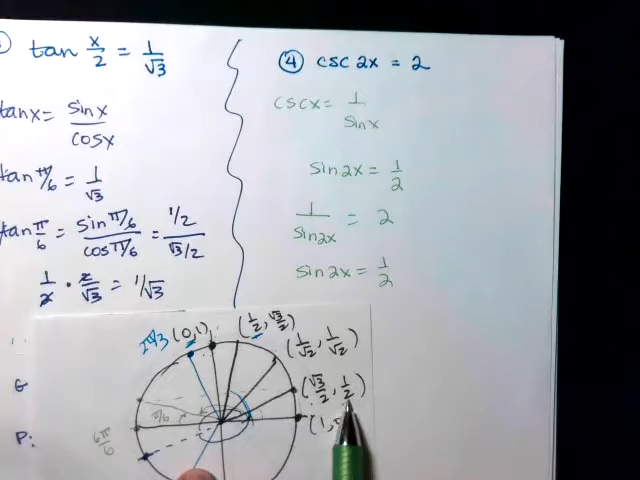 tan x/2 = 1/√3
tanx = sinx/cosx
tan π/6 = 1/√3
tan π/6 = sin π/6 / cos π/6 = 1/2 / √3/2
1/2 · 2/√3 = 1/√3
④ csc 2x = 2
cscx = 1/sinx
sin2x = 1/2
1/sin2x = 2
sin2x = 1/2
(0,1)
(1/2, √3/2)
(1/√2, 1/√2)
(√3/2, 1/2)
π/6
6π/6
(1,
G
P: